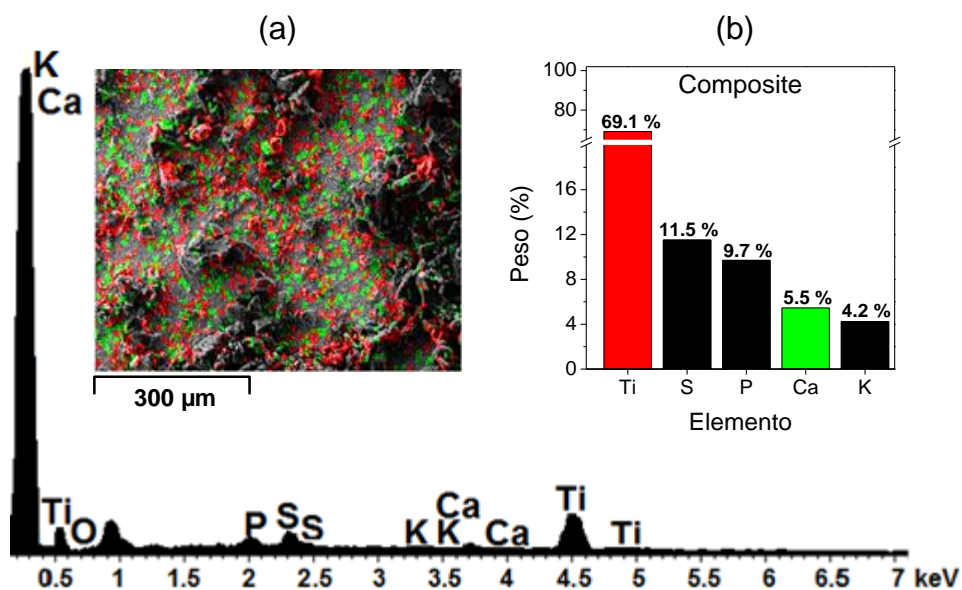 (a)
(b)
K
Ca
300 µm
Composite
100
80
16
12
8
4
0
Peso (%)
69.1 %
11.5 %
9.7 %
5.5 %
4.2 %
Ti S P Ca K
Elemento
Ti O P S S K K Ca Ca Ti Ti
0.5 1 1.5 2 2.5 3 3.5 4 4.5 5 5.5 6 6.5 7 keV